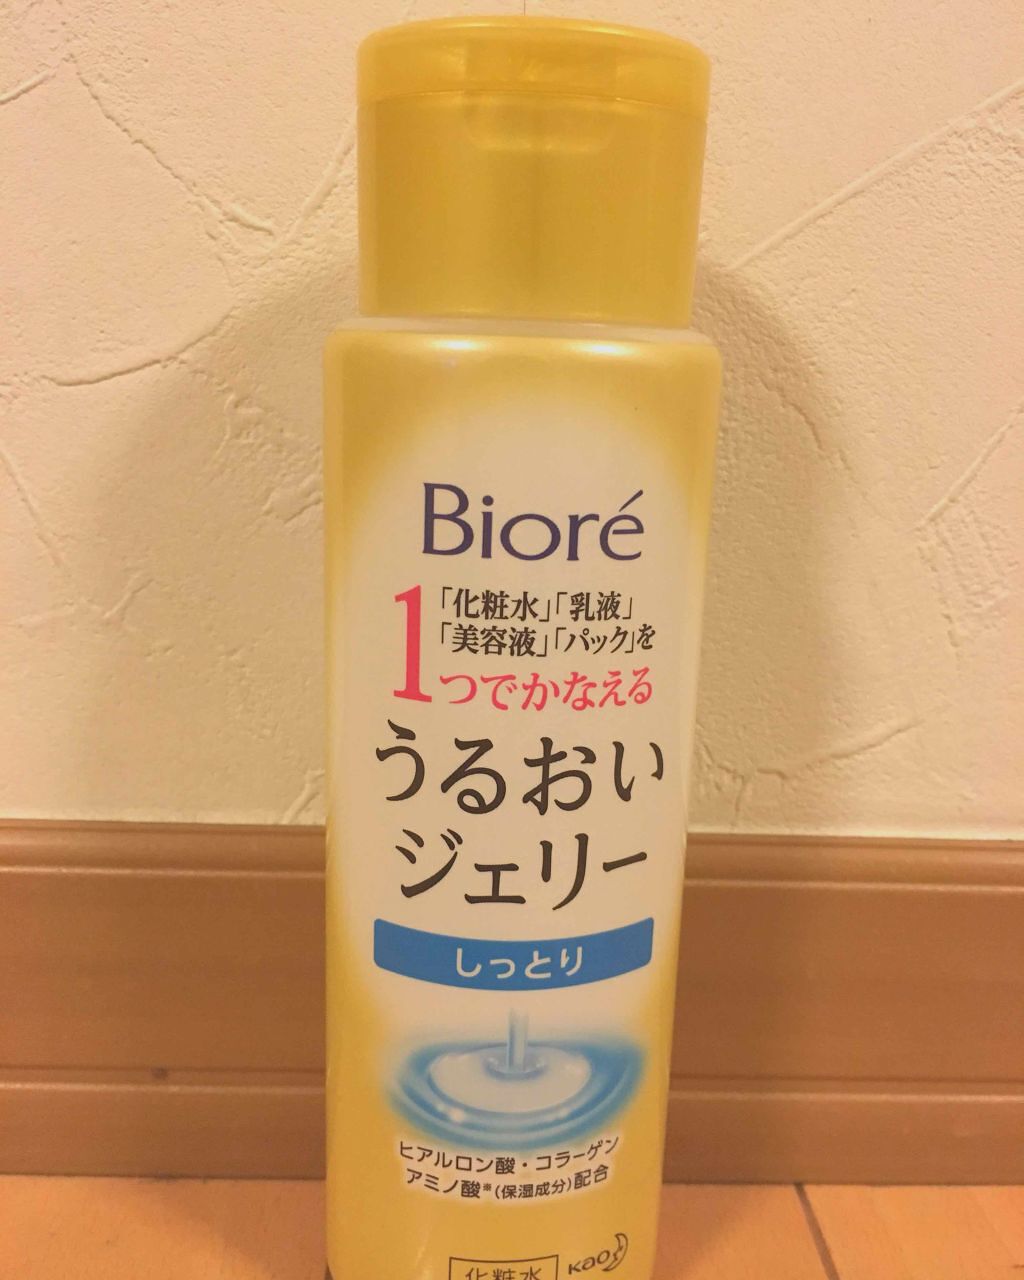 Bioré
「化粧水」「乳液」
「美容液」「パック」を
1つでかなえる
うるおい
ジェリー
しっとり
ヒアルロン酸・コラーゲン
アミノ酸※(保湿成分)配合
化粧水
Kao